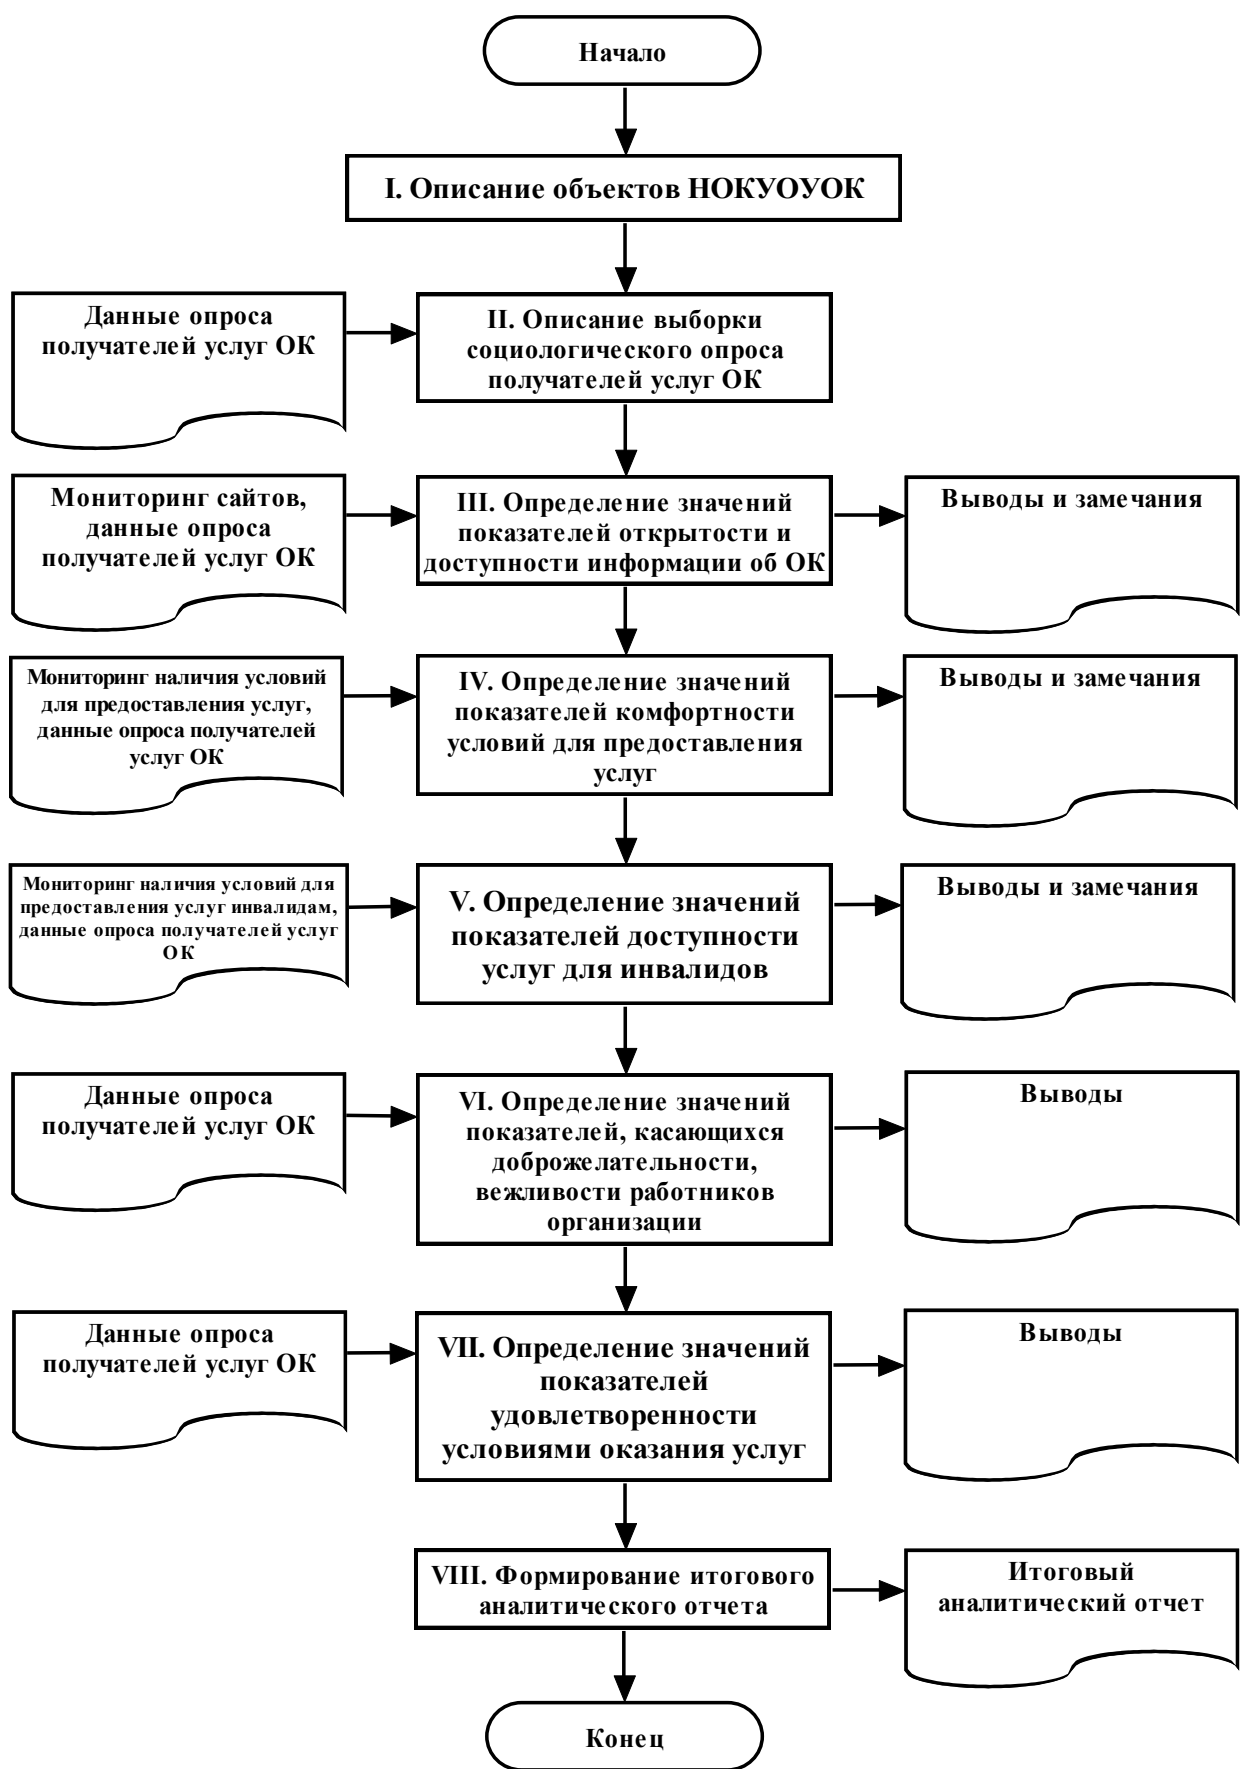 Начало
I. Описание объектов НОКУОУОК
Данные опроса
получателей услуг ОК
II. Описание выборки
социологического опроса
получателей услуг ОК
Мониторинг сайтов,
данные опроса
получателей услуг ОК
III. Определение значений
показателей открытости и
доступности информации об ОК
Выводы и замечания
Мониторинг наличия условий
для предоставления услуг,
данные опроса получателей
услуг ОК
IV. Определение значений
показателей комфортности
условий для предоставления
услуг
Выводы и замечания
Мониторинг наличия условий для
предоставления услуг инвалидам,
данные опроса получателей услуг
ОК
V. Определение значений
показателей доступности
услуг для инвалидов
Выводы и замечания
Данные опроса
получателей услуг ОК
VI. Определение значений
показателей, касающихся
доброжелательности,
вежливости работников
организации
Выводы
Данные опроса
получателей услуг ОК
VII. Определение значений
показателей
удовлетворенности
условиями оказания услуг
Выводы
VIII. Формирование итогового
аналитического отчета
Итоговый
аналитический отчет
Конец